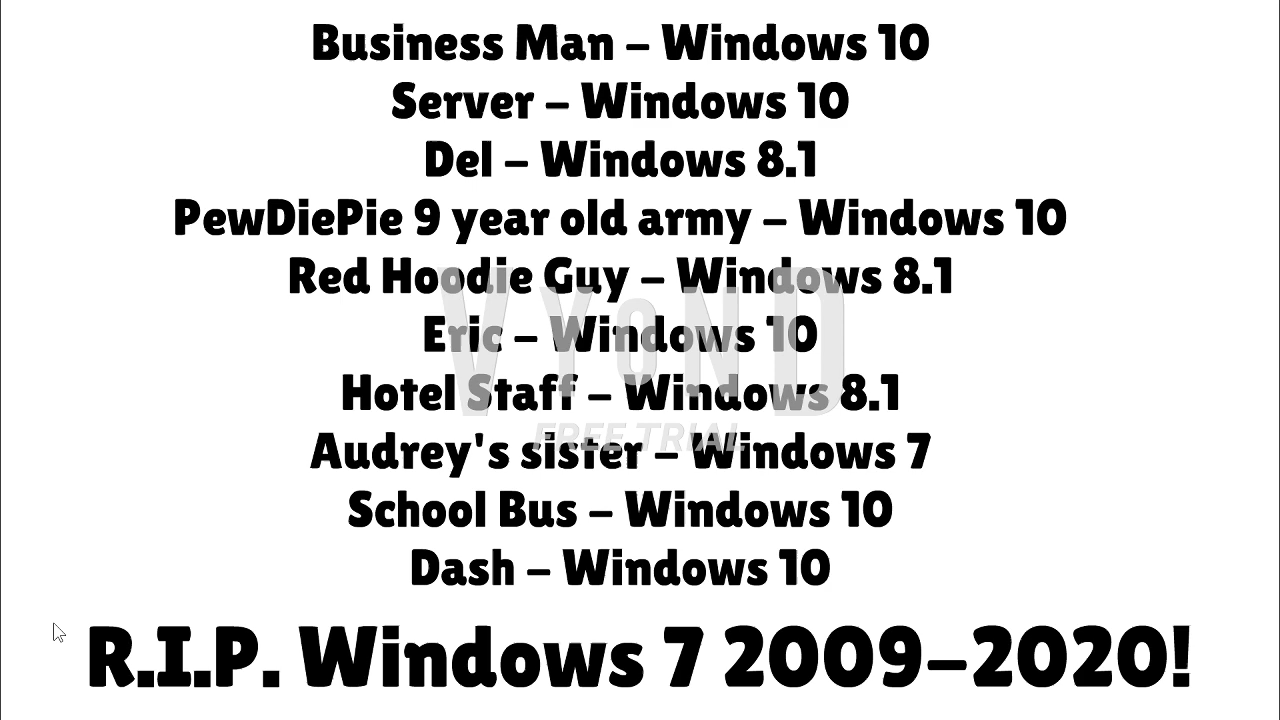 Business Man – Windows 10
Server – Windows 10
Del – Windows 8.1
PewDiePie 9 year old army – Windows 10
Red Hoodie Guy – Windows 8.1
Eric – Windows 10
Hotel Staff – Windows 8.1
Audrey's sister – Windows 7
School Bus – Windows 10
Dash – Windows 10
R.I.P. Windows 7 2009–2020!
VYOND
FREE TRIAL